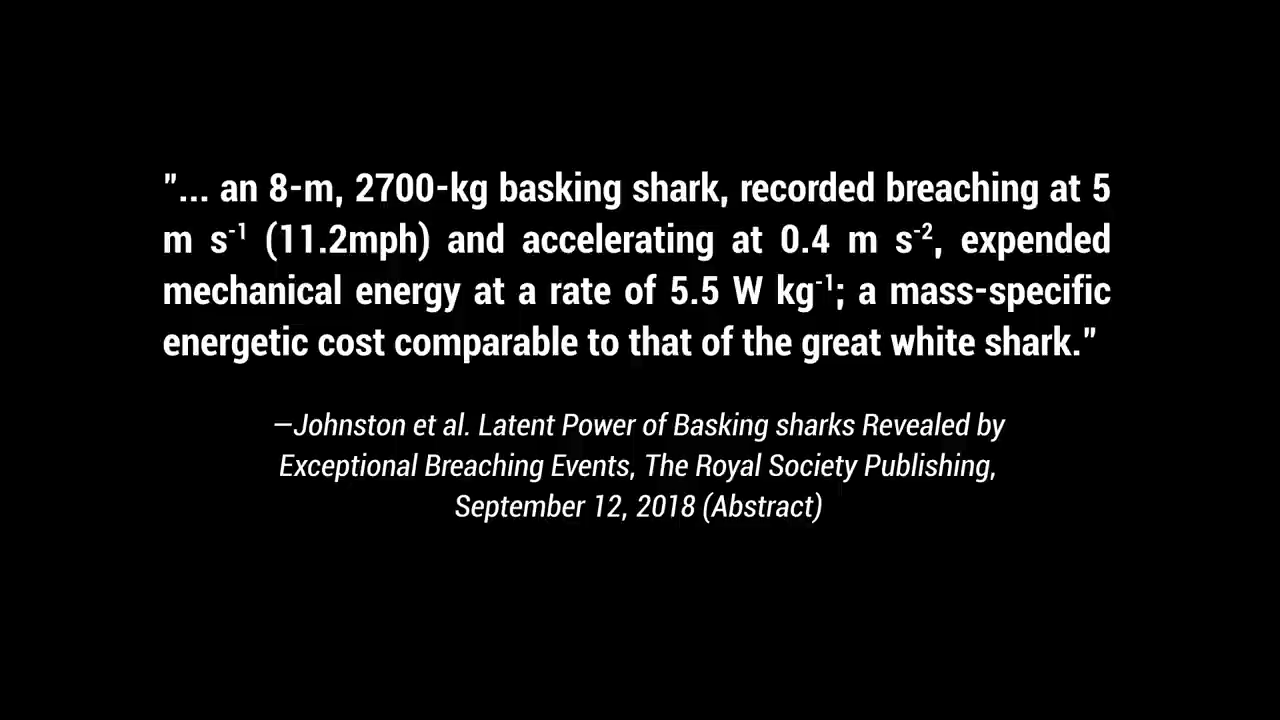 "... an 8-m, 2700-kg basking shark, recorded breaching at 5
m s⁻¹ (11.2mph) and accelerating at 0.4 m s⁻², expended
mechanical energy at a rate of 5.5 W kg⁻¹; a mass-specific
energetic cost comparable to that of the great white shark."
—Johnston et al. Latent Power of Basking sharks Revealed by
Exceptional Breaching Events, The Royal Society Publishing,
September 12, 2018 (Abstract)